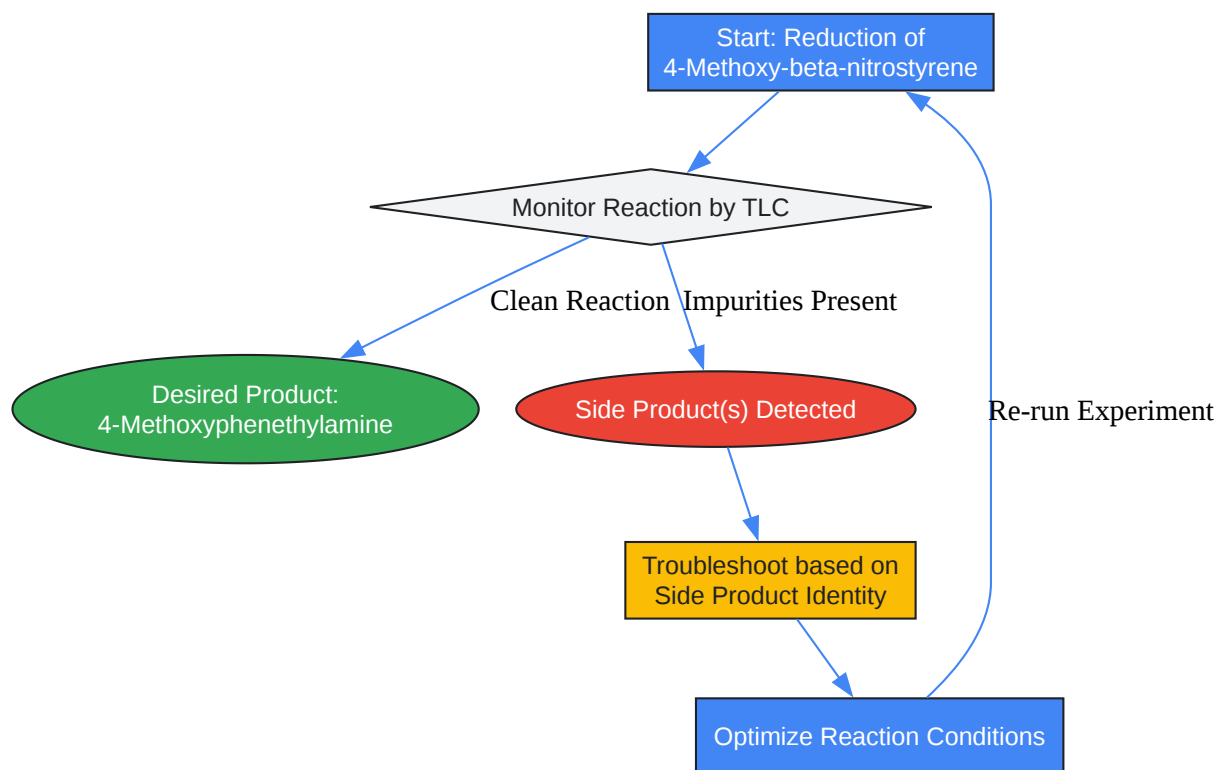 Start: Reduction of
4-Methoxy-beta-nitrostyrene
Monitor Reaction by TLC
Clean Reaction
Impurities Present
Desired Product:
4-Methoxyphenethylamine
Side Product(s) Detected
Re-run Experiment
Troubleshoot based on
Side Product Identity
Optimize Reaction Conditions